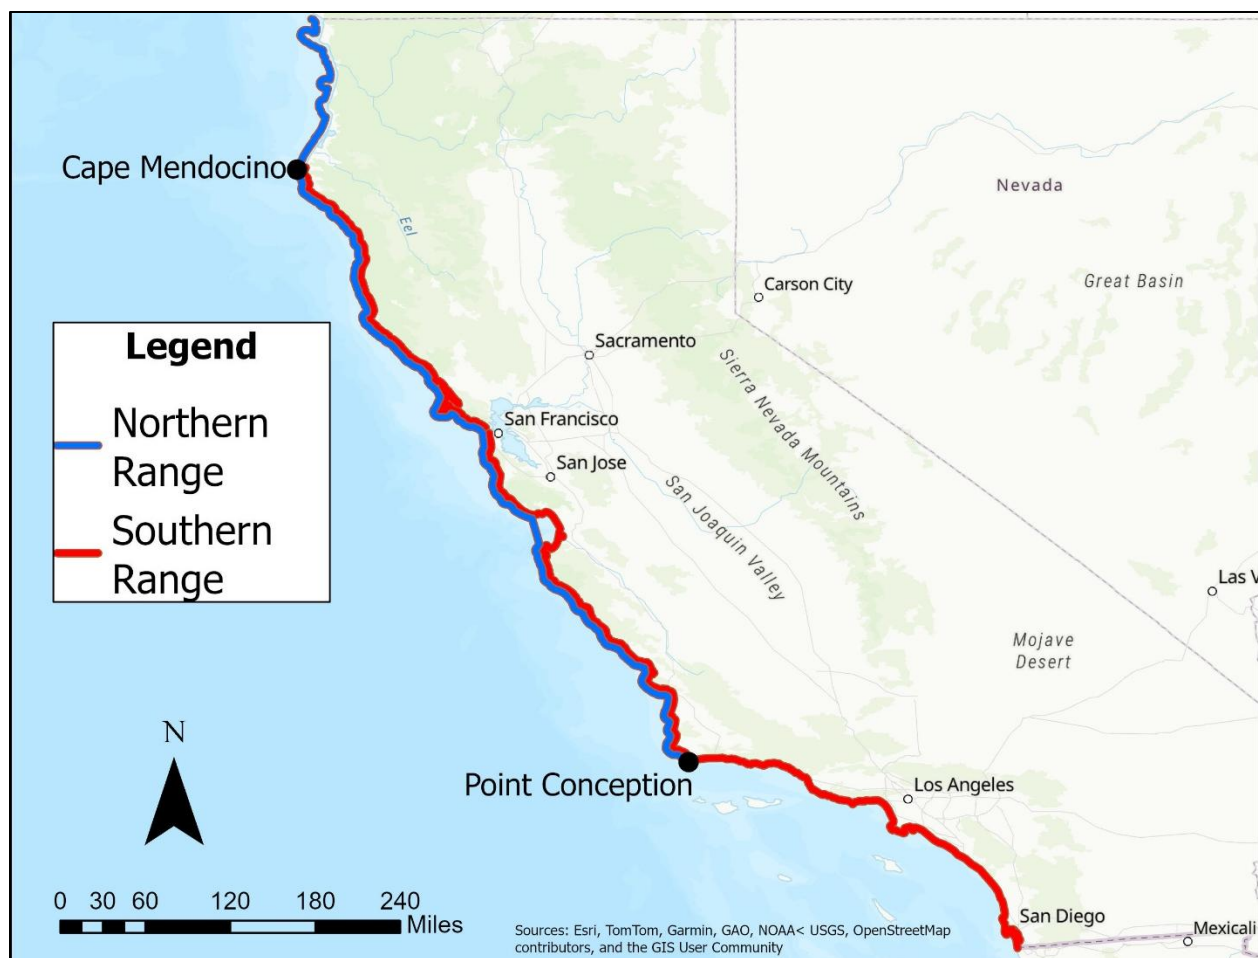 Cape Mendocino
Nevada
Eel
Carson City
Great Basin
Legend
Northern
Range
Southern
Range
Sacramento
Sierra Nevada Mountains
San Francisco
San Jose
San Joaquin Valley
Las V
Mojave
Desert
N
Point Conception
Los Angeles
San Diego
Mexicali
0 30 60 120 180 240
Miles
Sources: Esri, TomTom, Garmin, GAO, NOAA< USGS, OpenStreetMap
contributors, and the GIS User Community